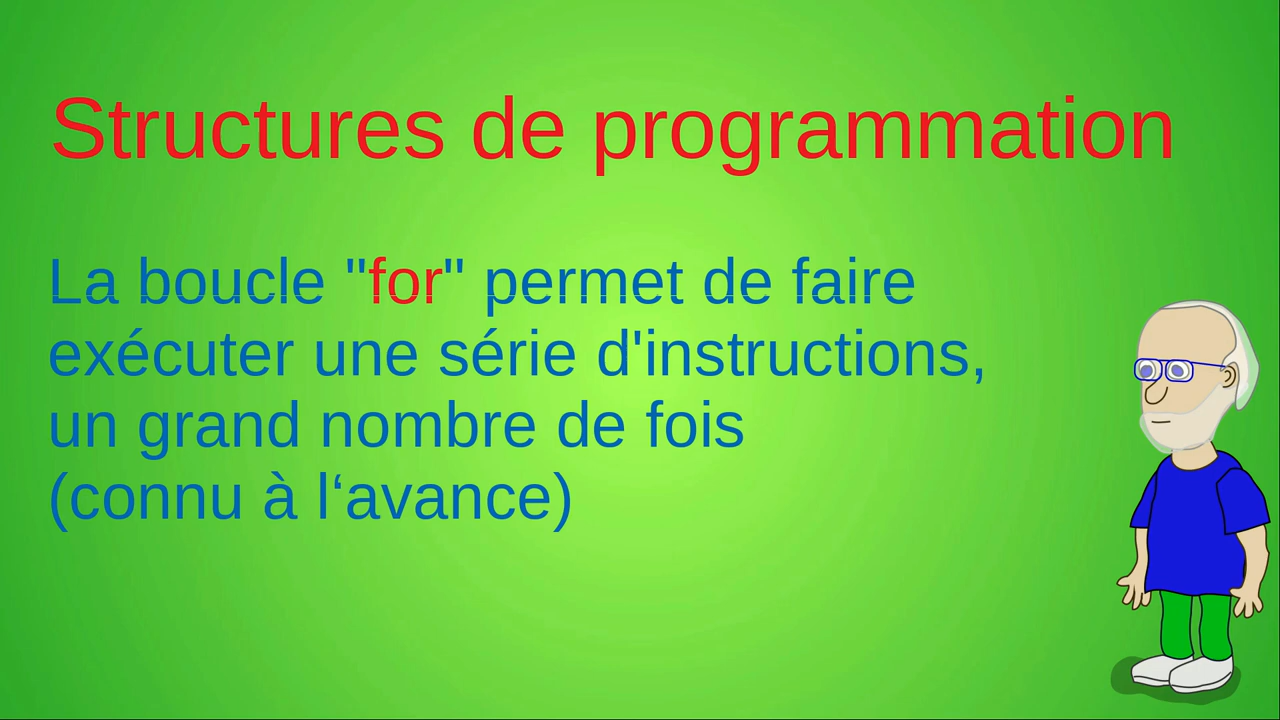 Structures de programmation
La boucle "for" permet de faire
exécuter une série d'instructions,
un grand nombre de fois
(connu à l‘avance)